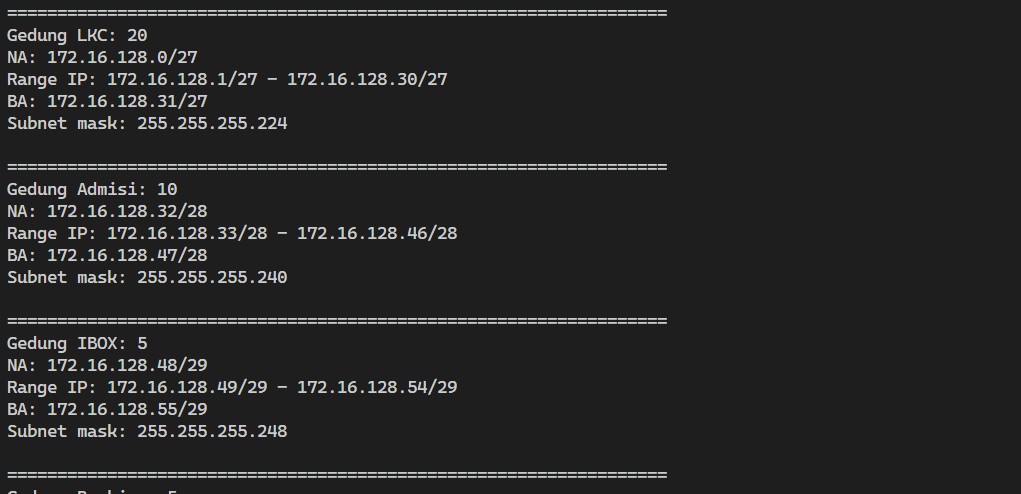 ==================================================================
Gedung LKC: 20
NA: 172.16.128.0/27
Range IP: 172.16.128.1/27 - 172.16.128.30/27
BA: 172.16.128.31/27
Subnet mask: 255.255.255.224
==================================================================
Gedung Admisi: 10
NA: 172.16.128.32/28
Range IP: 172.16.128.33/28 - 172.16.128.46/28
BA: 172.16.128.47/28
Subnet mask: 255.255.255.240
==================================================================
Gedung IBOX: 5
NA: 172.16.128.48/29
Range IP: 172.16.128.49/29 - 172.16.128.54/29
BA: 172.16.128.55/29
Subnet mask: 255.255.255.248
==================================================================